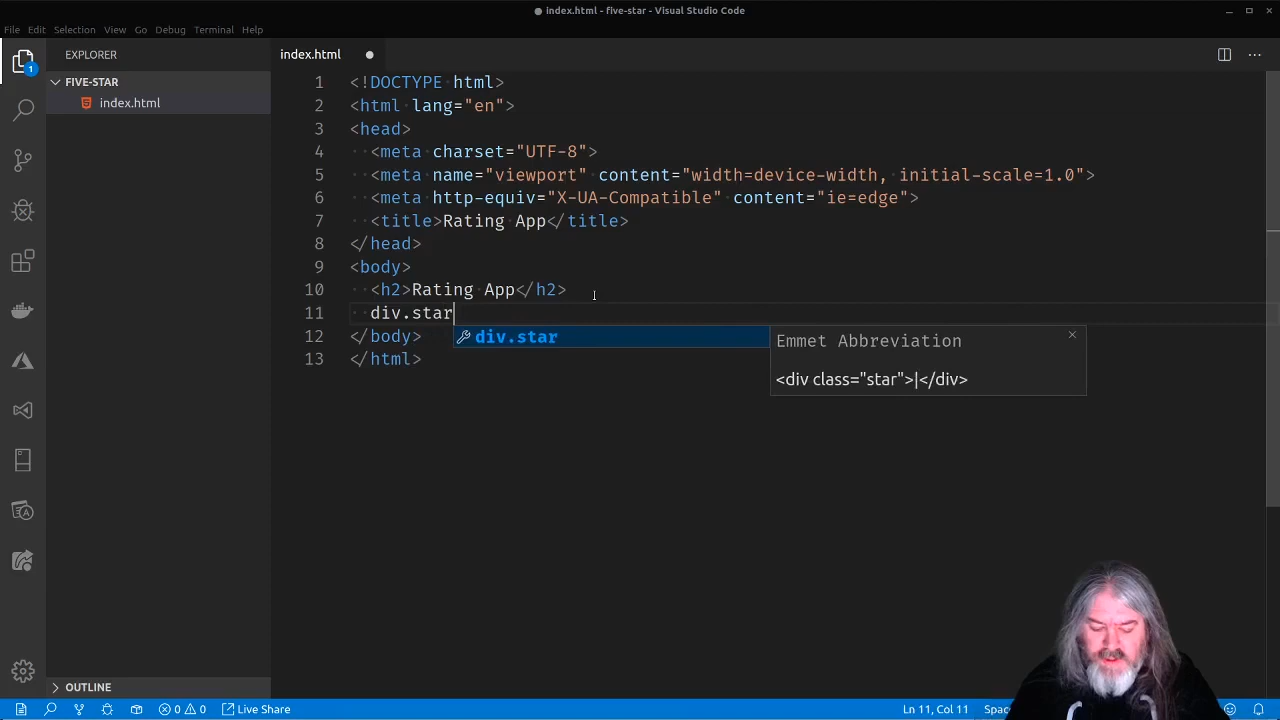 index.html - five-star - Visual Studio Code
File Edit Selection View Go Debug Terminal Help
EXPLORER
FIVE-STAR
index.html
1
index.html
1 <!DOCTYPE html>
2 <html lang="en">
3 <head>
4 <meta charset="UTF-8">
5 <meta name="viewport" content="width=device-width, initial-scale=1.0">
6 <meta http-equiv="X-UA-Compatible" content="ie=edge">
7 <title>Rating App</title>
8 </head>
9 <body>
10 <h2>Rating App</h2>
11 div.star
12 </body>
13 </html>
div.star
Emmet Abbreviation
<div class="star">|</div>
OUTLINE
0 0 Live Share
Ln 11, Col 11